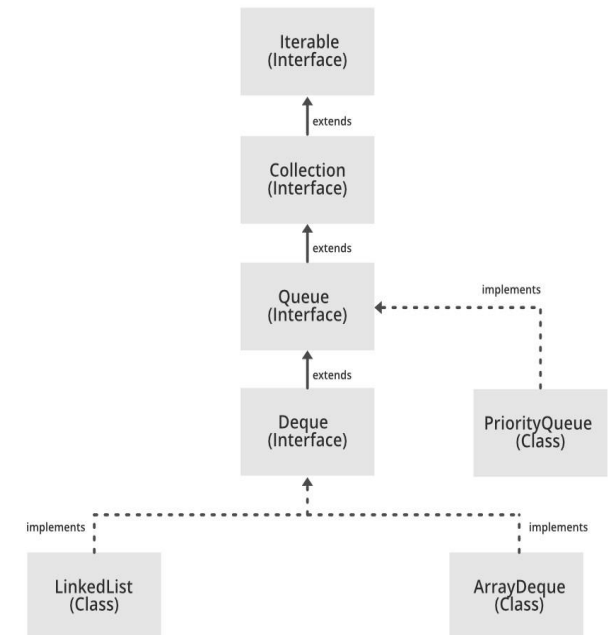 Iterable
(Interface)
extends
Collection
(Interface)
extends
Queue
(Interface)
implements
extends
Deque
(Interface)
PriorityQueue
(Class)
implements
implements
LinkedList
(Class)
ArrayDeque
(Class)